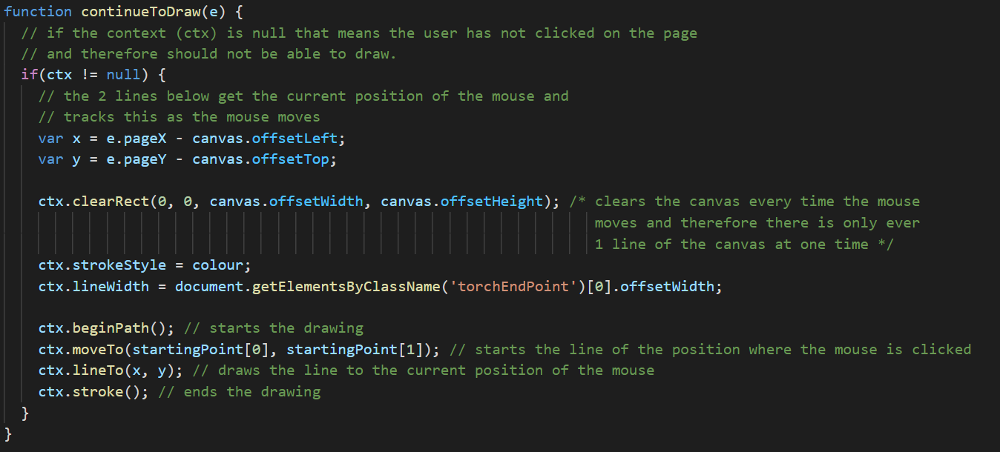 function continueToDraw(e) {
// if the context (ctx) is null that means the user has not clicked on the page
// and therefore should not be able to draw.
if(ctx != null) {
// the 2 lines below get the current position of the mouse and
// tracks this as the mouse moves
var x = e.pageX - canvas.offsetLeft;
var y = e.pageY - canvas.offsetTop;
ctx.clearRect(0, 0, canvas.offsetWidth, canvas.offsetHeight); /* clears the canvas every time the mouse
moves and therefore there is only ever
1 line of the canvas at one time */
ctx.strokeStyle = colour;
ctx.lineWidth = document.getElementsByClassName('torchEndPoint')[0].offsetWidth;
ctx.beginPath(); // starts the drawing
ctx.moveTo(startingPoint[0], startingPoint[1]); // starts the line of the position where the mouse is clicked
ctx.lineTo(x, y); // draws the line to the current position of the mouse
ctx.stroke(); // ends the drawing
}
}